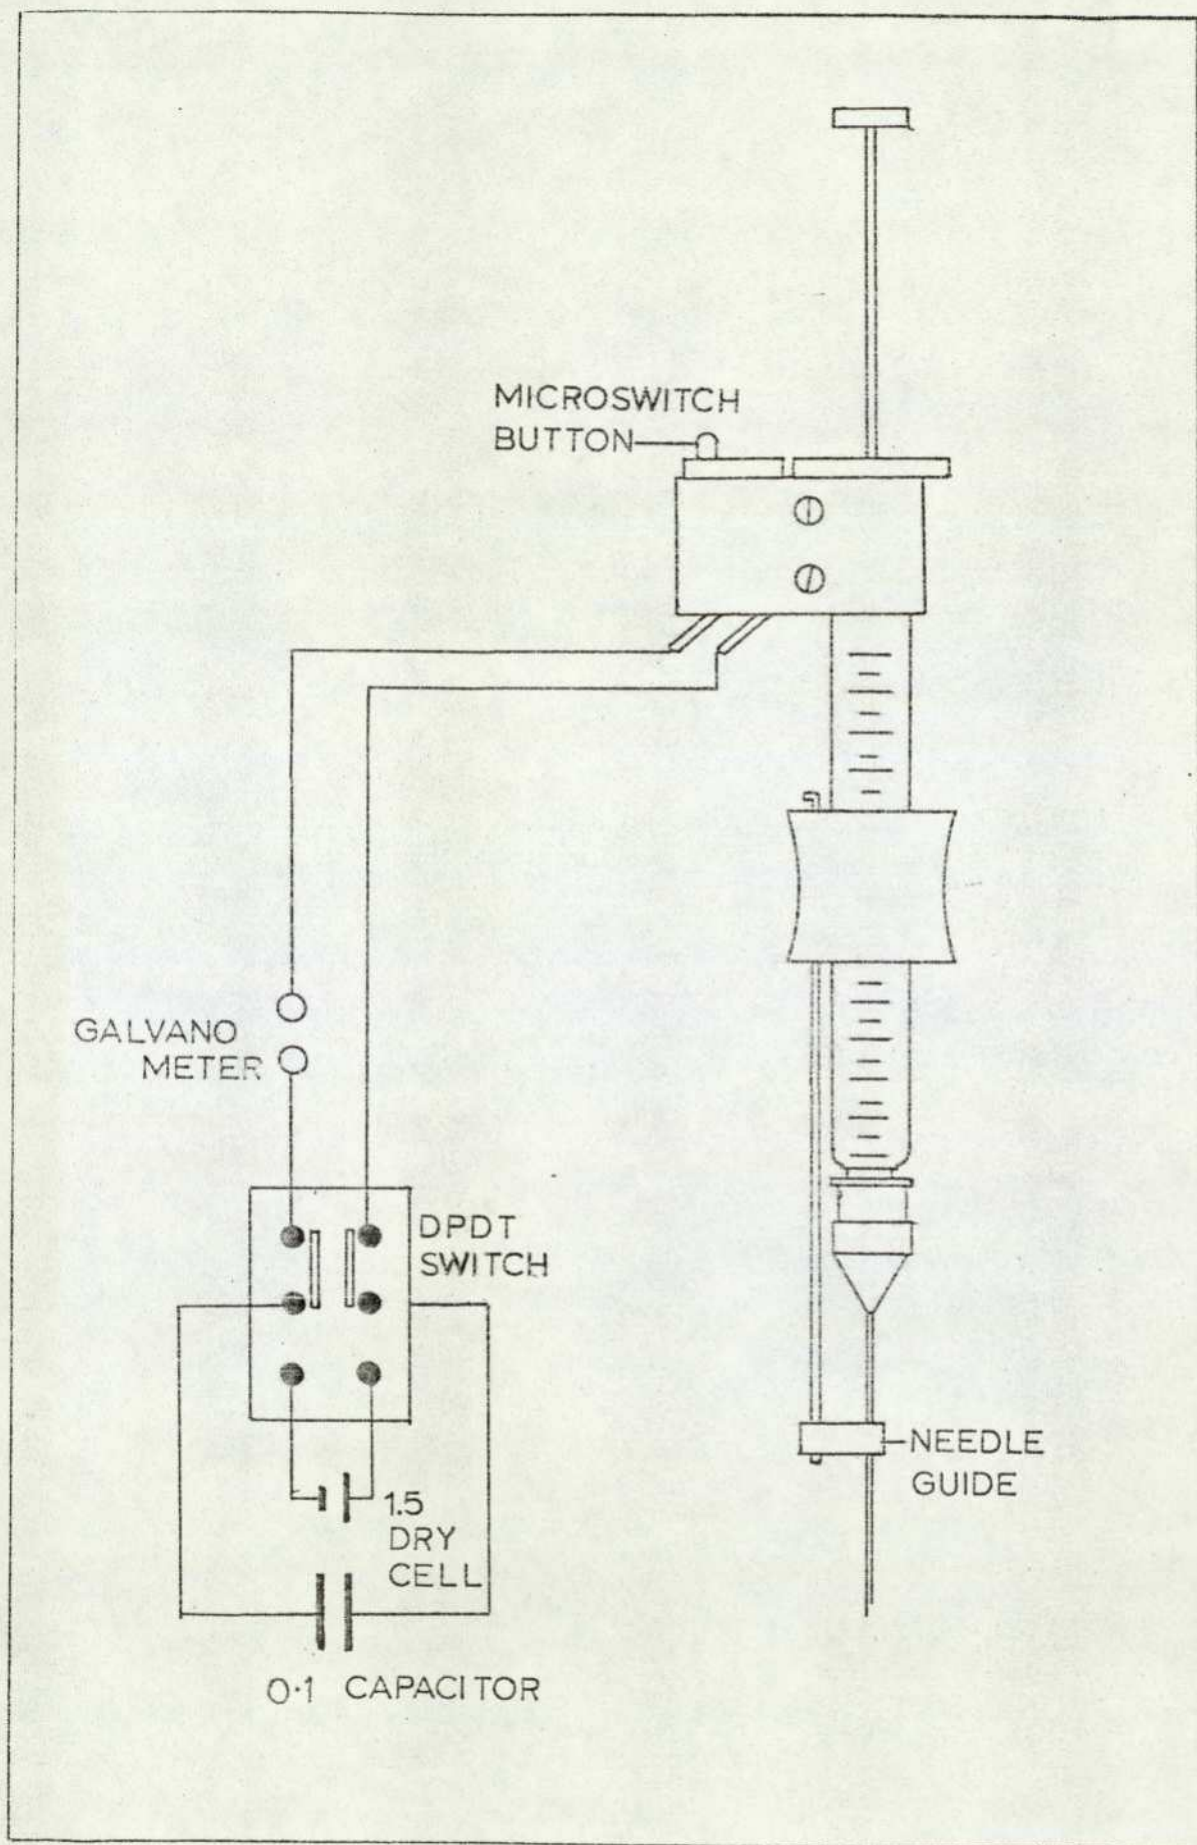 MICROSWITCH
BUTTON
GALVANO
METER
DPDT
SWITCH
NEEDLE
GUIDE
1.5
DRY
CELL
0·1 CAPACITOR